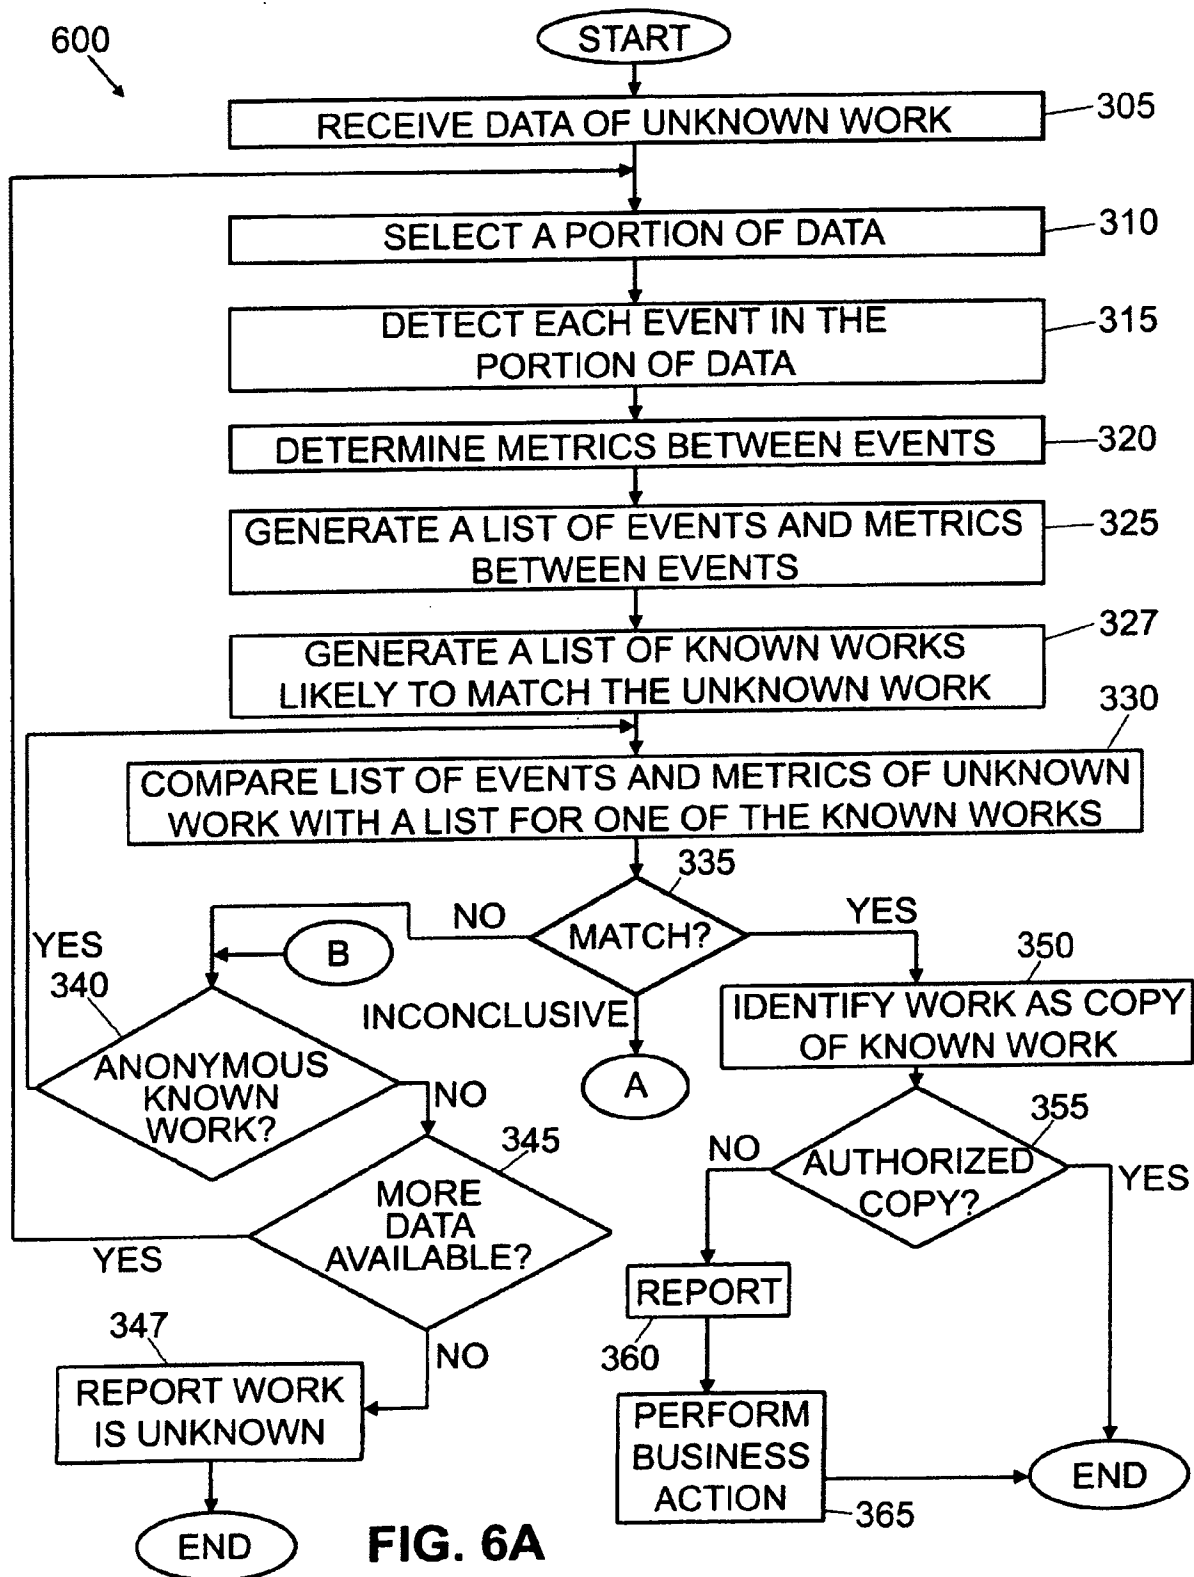 600
START
RECEIVE DATA OF UNKNOWN WORK
305
SELECT A PORTION OF DATA
310
DETECT EACH EVENT IN THE
PORTION OF DATA
315
DETERMINE METRICS BETWEEN EVENTS
320
GENERATE A LIST OF EVENTS AND METRICS
BETWEEN EVENTS
325
GENERATE A LIST OF KNOWN WORKS
LIKELY TO MATCH THE UNKNOWN WORK
327
330
COMPARE LIST OF EVENTS AND METRICS OF UNKNOWN
WORK WITH A LIST FOR ONE OF THE KNOWN WORKS
335
MATCH?
NO
YES
INCONCLUSIVE
A
B
YES
340
ANONYMOUS
KNOWN
WORK?
NO
345
MORE
DATA
AVAILABLE?
YES
NO
347
REPORT WORK
IS UNKNOWN
END
350
IDENTIFY WORK AS COPY
OF KNOWN WORK
355
AUTHORIZED
COPY?
NO
YES
REPORT
360
PERFORM
BUSINESS
ACTION
365
END
FIG. 6A